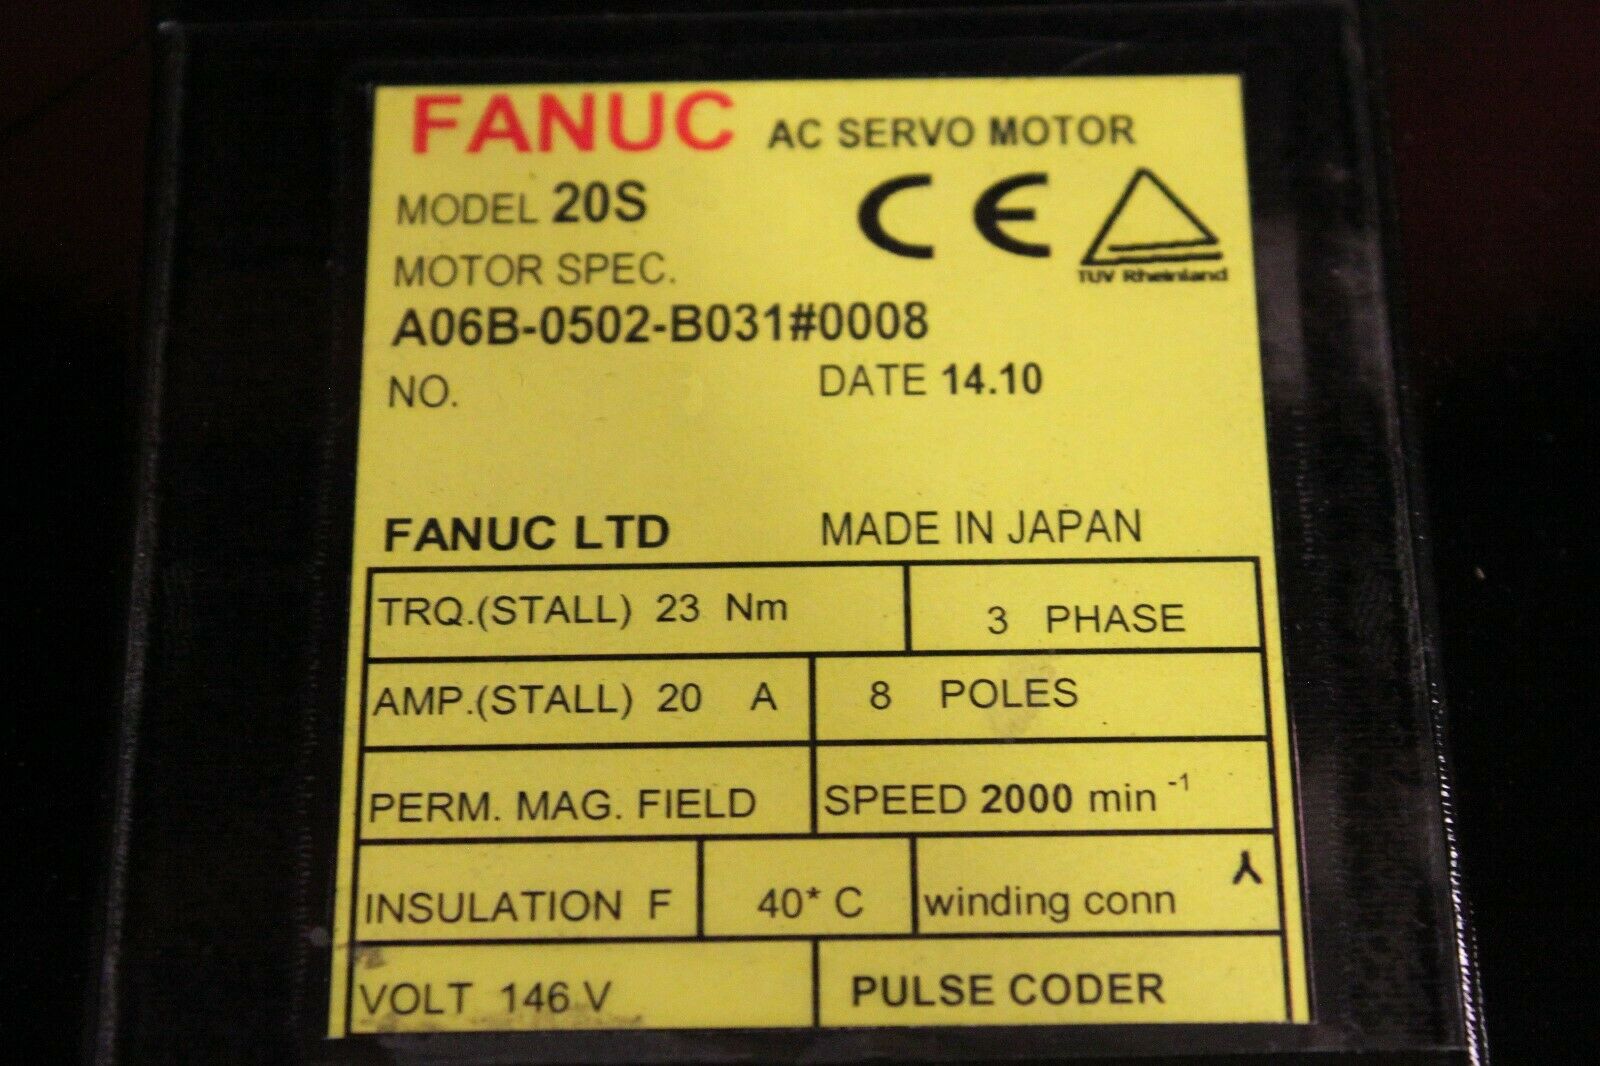 FANUC AC SERVO MOTOR
MODEL 20S
CE
TUV Rheinland
MOTOR SPEC.
A06B-0502-B031#0008
NO. DATE 14.10
FANUC LTD MADE IN JAPAN
TRQ.(STALL) 23 Nm 3 PHASE
AMP.(STALL) 20 A 8 POLES
PERM. MAG. FIELD SPEED 2000 min -1
INSULATION F 40* C winding conn
VOLT 146 V PULSE CODER